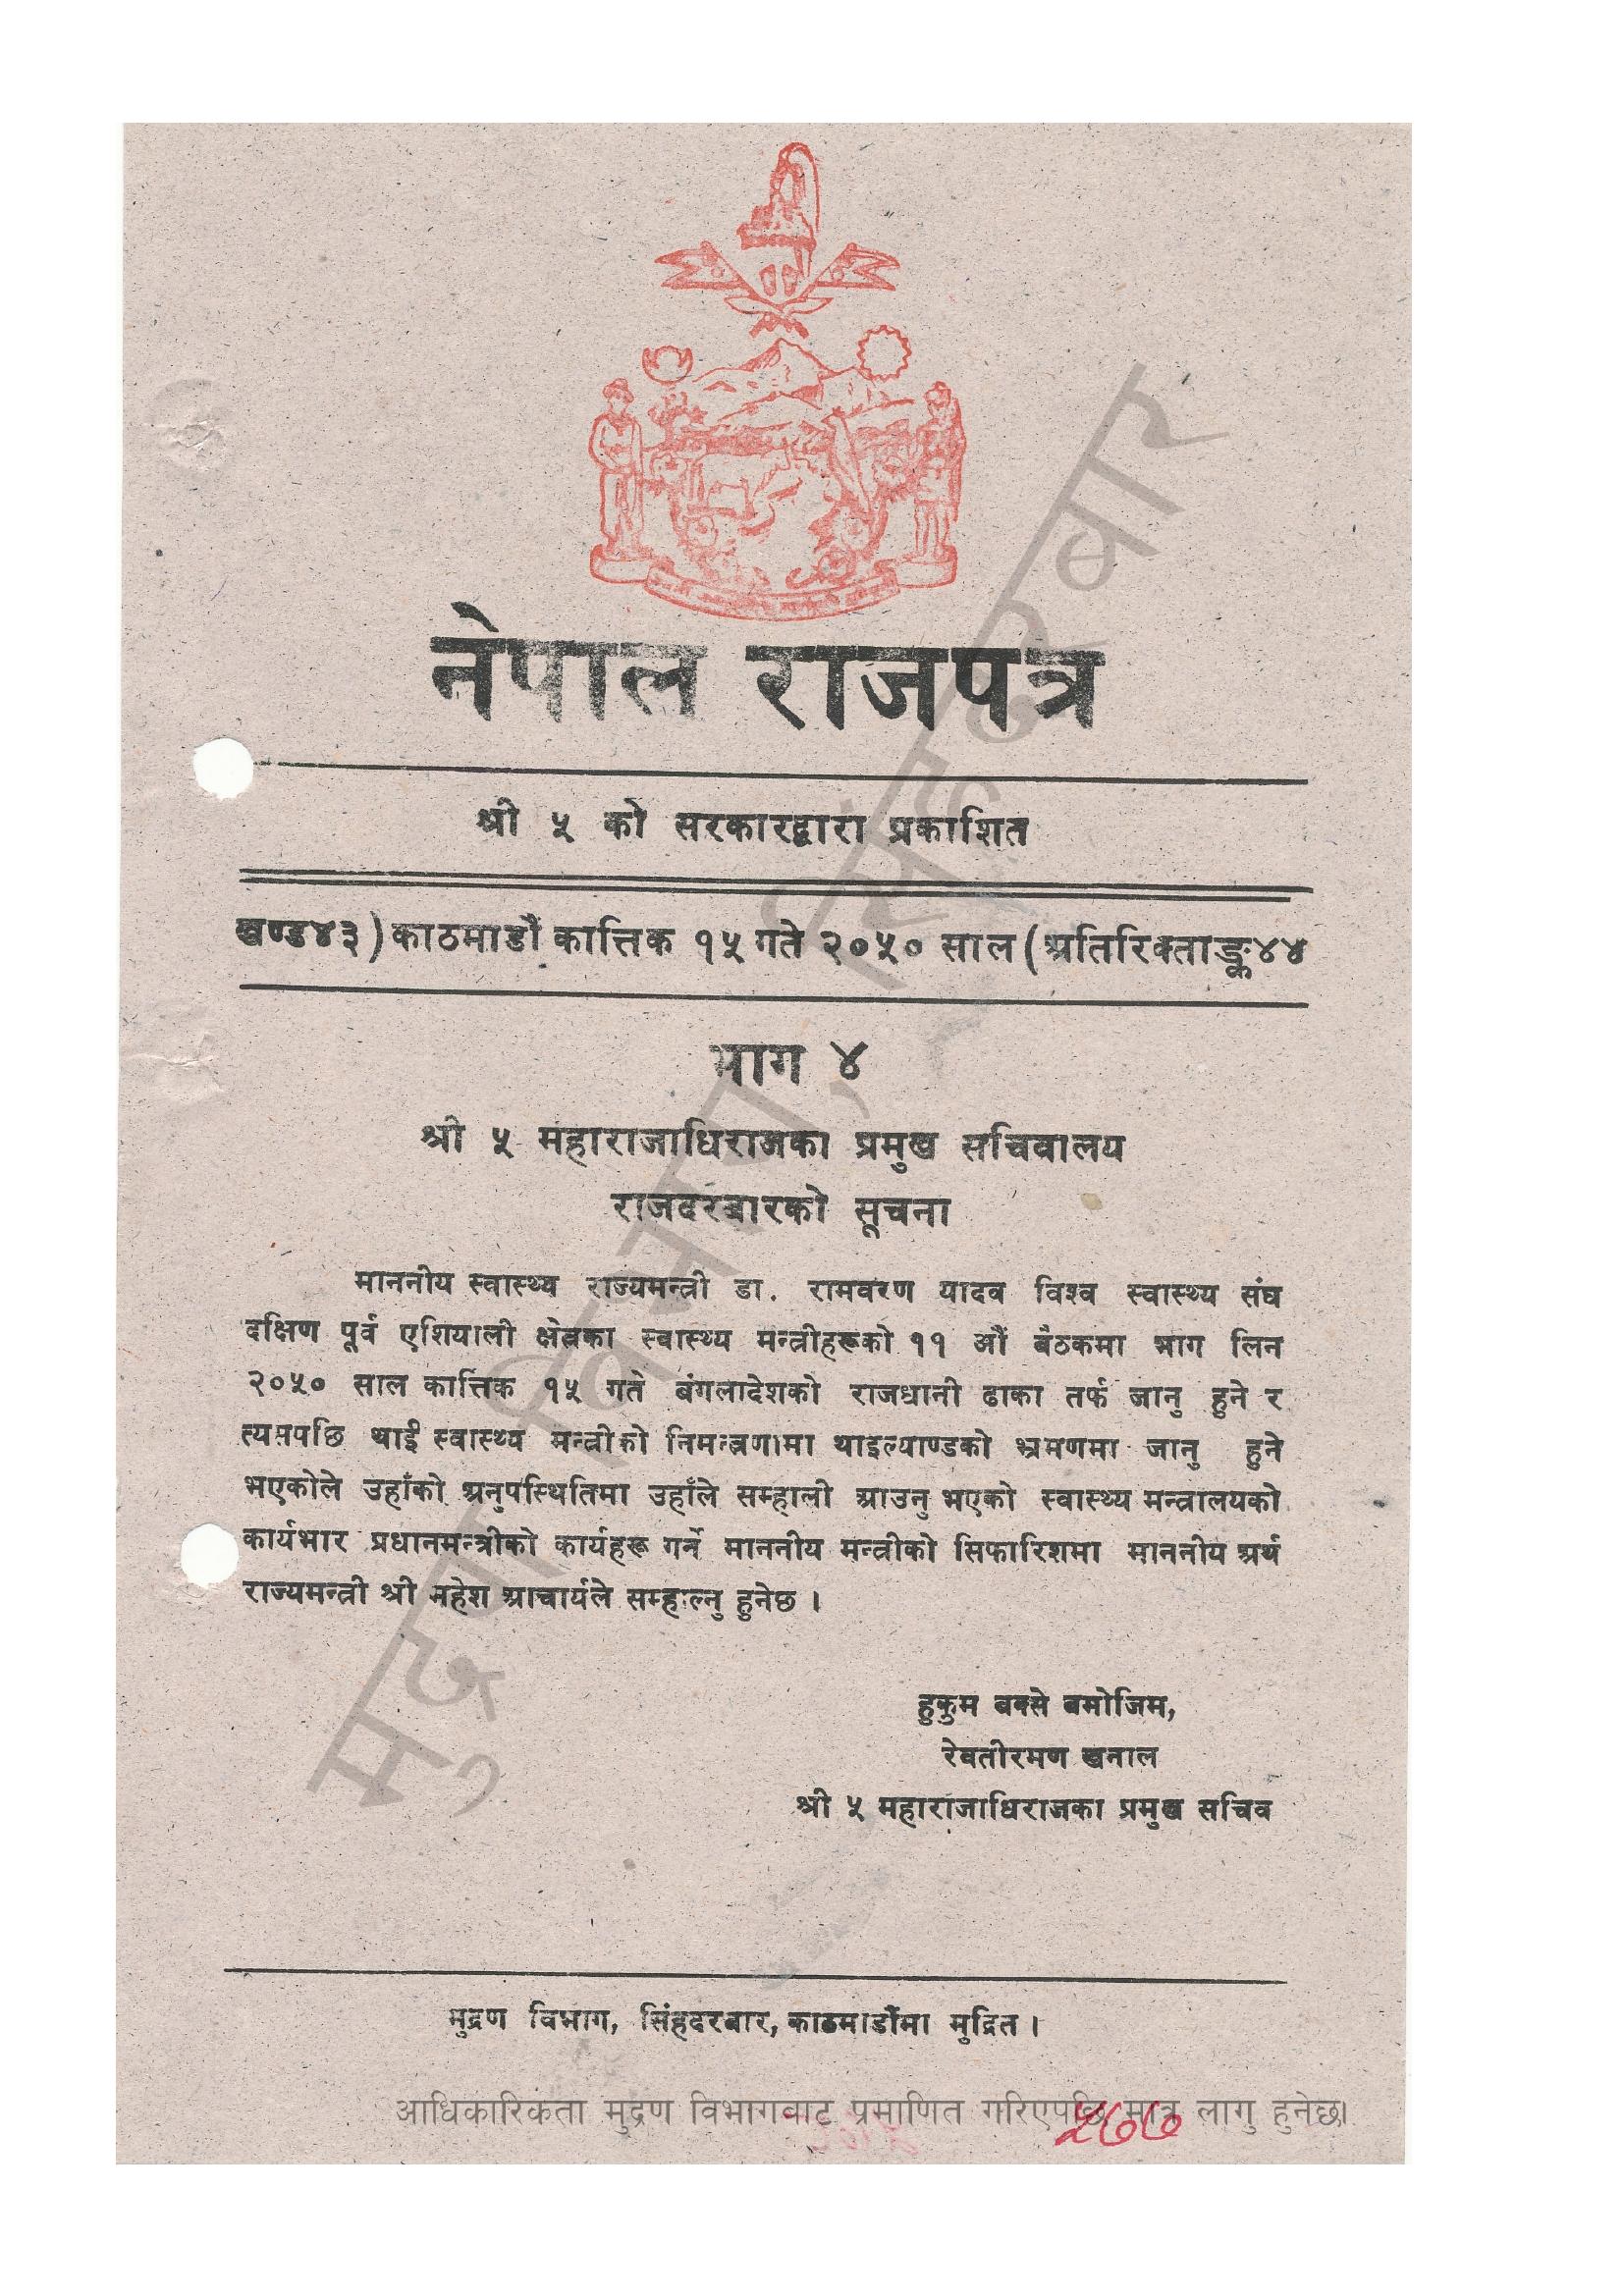 नेपाल राजपत्र
श्री ५ को सरकारद्वारा प्रकाशित
खण्ड४३) काठमाडौं कात्तिक १५ गते २०५० साल (अतिरिक्ताङ्क४४
भाग ४
श्री ५ महाराजाधिराजका प्रमुख सचिवालय
राजदरबारको सूचना
माननीय स्वास्थ्य राज्यमन्त्री डा. रामवरण यादव विश्व स्वास्थ्य संघ
दक्षिण पूर्व एशियाली क्षेत्रका स्वास्थ्य मन्त्रीहरूको ११ औं बैठकमा भाग लिन
२०५० साल कात्तिक १५ गते बंगलादेशको राजधानी ढाका तर्फ जानु हुने र
त्यसपछि थाई स्वास्थ्य मन्त्रीको निमन्त्रणामा थाइल्याण्डको भ्रमणमा जानु हुने
भएकोले उहाँको अनुपस्थितिमा उहाँले सम्हाली आउनु भएको स्वास्थ्य मन्त्रालयको
कार्यभार प्रधानमन्त्रीको कार्यहरू गर्ने माननीय मन्त्रीको सिफारिशमा माननीय अर्थ
राज्यमन्त्री श्री महेश आचार्यले सम्हाल्नु हुनेछ ।
हुकुम बक्से बमोजिम,
रेवतीरमण खनाल
श्री ५ महाराजाधिराजका प्रमुख सचिव
मुद्रण विभाग, सिंहदरबार
मुद्रण विभाग, सिंहदरबार, काठमाडौंमा मुद्रित ।
आधिकारिकता मुद्रण विभागवाट प्रमाणित गरिएपछि मात्र लागु हुनेछ।
५७७